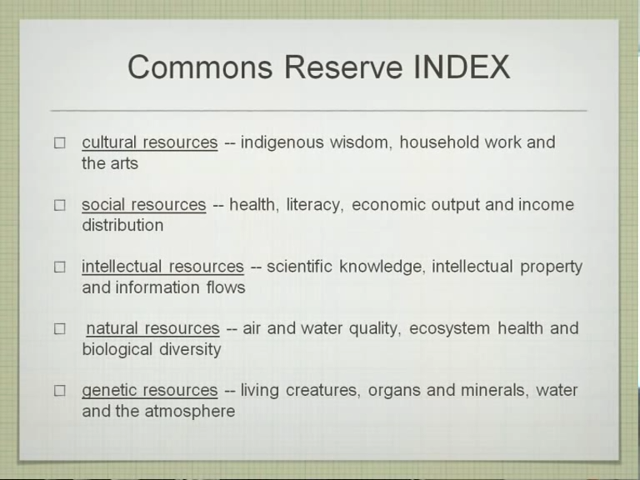 Commons Reserve INDEX
cultural resources -- indigenous wisdom, household work and
the arts
social resources -- health, literacy, economic output and income
distribution
intellectual resources -- scientific knowledge, intellectual property
and information flows
natural resources -- air and water quality, ecosystem health and
biological diversity
genetic resources -- living creatures, organs and minerals, water
and the atmosphere